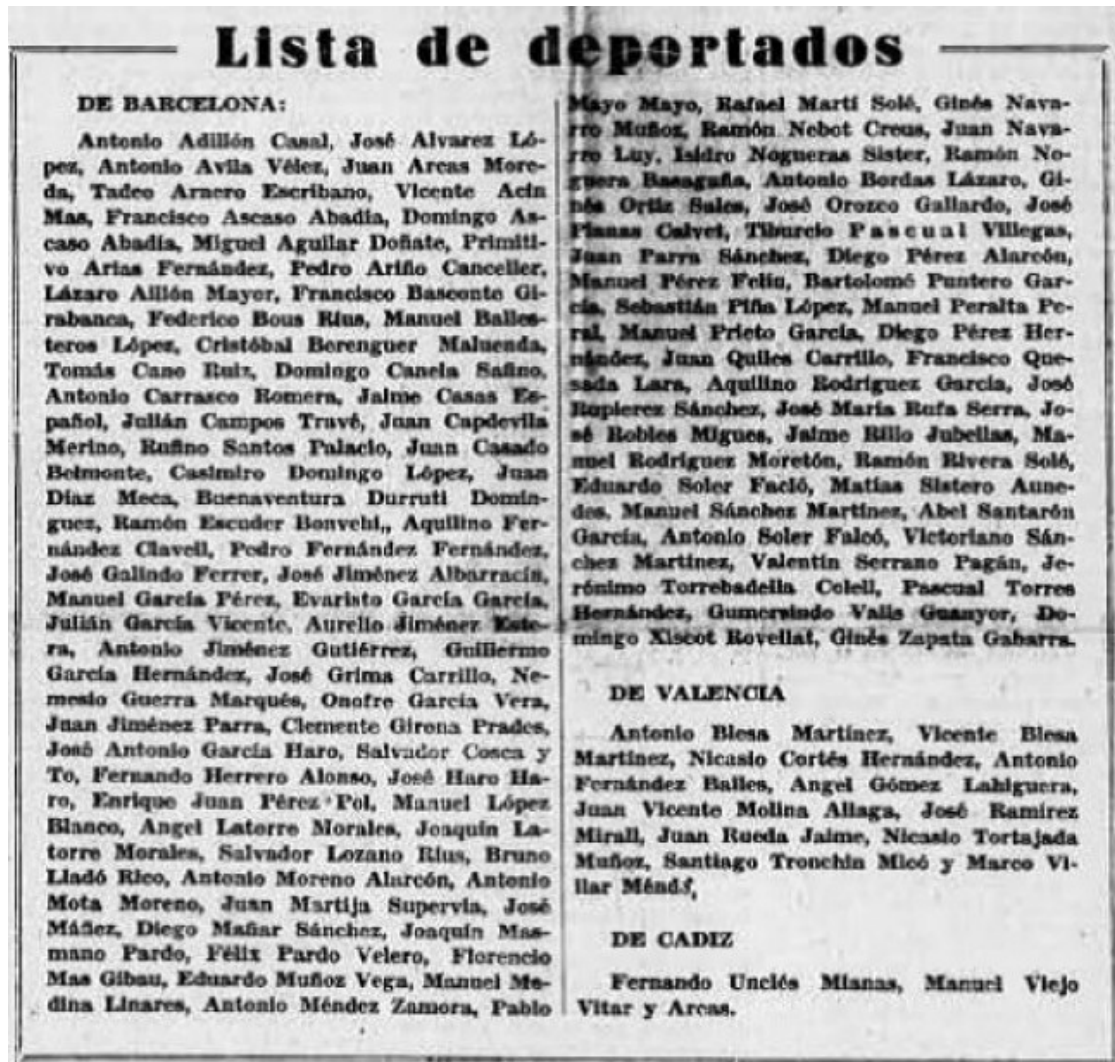 Lista de deportados
DE BARCELONA:
Antonio Adillón Casal, José Alvarez Ló-
pez, Antonio Avila Vélez, Juan Arcas More-
da, Tadeo Arnero Escribano, Vicente Acin
Mas, Francisco Ascaso Abadía, Domingo As-
caso Abadía, Miguel Aguilar Doñate, Primiti-
vo Arias Fernández, Pedro Ariño Canceller,
Lázaro Aillón Mayor, Francisco Basconte Gi-
rabanca, Federico Bous Rius, Manuel Balles-
teros López, Cristóbal Berenguer Maluenda,
Tomás Cano Ruiz, Domingo Canela Safino,
Antonio Carrasco Romera, Jaime Casas Es-
pañol, Julián Campos Travé, Juan Capdevila
Merino, Rufino Santos Palacio, Juan Casado
Belmonte, Casimiro Domingo López, Juan
Díaz Meca, Buenaventura Durruti Domín-
guez, Ramón Escuder Bonvehi,, Aquilino Fer-
nández Clavell, Pedro Fernández Fernández,
José Galindo Ferrer, José Jiménez Albarracín,
Manuel García Pérez, Evaristo García García,
Julián García Vicente, Aurelio Jiménez Este-
ra, Antonio Jiménez Gutiérrez, Guillermo
García Hernández, José Grima Carrillo, Ne-
mesio Guerra Marqués, Onofre García Vera,
Juan Jiménez Parra, Clemente Girona Prades,
José Antonio García Haro, Salvador Cosca y
To, Fernando Herrero Alonso, José Haro Ha-
ro, Enrique Juan Pérez Pol, Manuel López
Blanco, Angel Latorre Morales, Joaquín La-
torre Morales, Salvador Lozano Rius, Bruno
Lladó Rico, Antonio Moreno Alarcón, Antonio
Mota Moreno, Juan Martija Supervia, José
Máñez, Diego Mañar Sánchez, Joaquín Mas-
mano Pardo, Félix Pardo Velero, Florencio
Mas Gibau, Eduardo Muñoz Vega, Manuel Me-
dina Linares, Antonio Méndez Zamora, Pablo
Mayo Mayo, Rafael Martí Solé, Ginés Nava-
rro Muñoz, Ramón Nebot Creus, Juan Nava-
rro Luy, Isidro Nogueras Sister, Ramón No-
guera Basagaña, Antonio Bordas Lázaro, Gi-
nés Ortiz Sales, José Orozco Gallardo, José
Planas Calvet, Tiburcio Pascual Villegas,
Juan Parra Sánchez, Diego Pérez Alarcón,
Manuel Pérez Feliu, Bartolomé Puntero Gar-
cía, Sebastián Piña López, Manuel Peralta Pe-
ral, Manuel Prieto García, Diego Pérez Her-
nández, Juan Quiles Carrillo, Francisco Que-
sada Lara, Aquilino Rodríguez García, José
Rupierez Sánchez, José María Rufa Serra, Jo-
sé Robles Migues, Jaime Rillo Jubellas, Ma-
nuel Rodríguez Moretón, Ramón Rivera Solé,
Eduardo Soler Fació, Matías Sistero Aune-
des, Manuel Sánchez Martínez, Abel Santarón
García, Antonio Soler Falcó, Victoriano Sán-
chez Martínez, Valentín Serrano Pagán, Je-
rónimo Torrebadella Colell, Pascual Torres
Hernández, Gumersindo Valls Guanyor, Do-
mingo Xiscot Rovellat, Ginés Zapata Gabarra.
DE VALENCIA
Antonio Blesa Martínez, Vicente Blesa
Martínez, Nicasio Cortés Hernández, Antonio
Fernández Bailes, Angel Gómez Lahiguera,
Juan Vicente Molina Aliaga, José Ramírez
Mirall, Juan Rueda Jaime, Nicasio Tortajada
Muñoz, Santiago Tronchin Micó y Marco Vi-
llar
DE CADIZ
Fernando Unclés Mianas, Manuel Viejo
Vitar y Arcas.